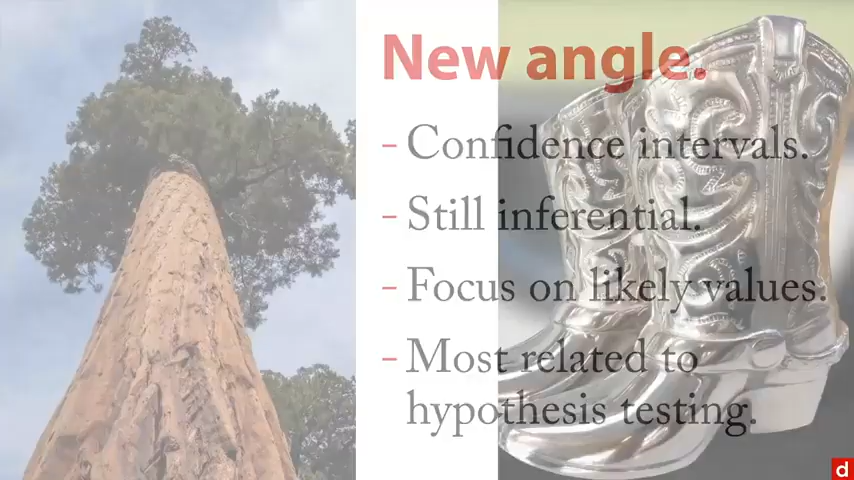 New angle.
- Confidence intervals.
- Still inferential.
- Focus on likely values.
- Most related to
hypothesis testing.
d